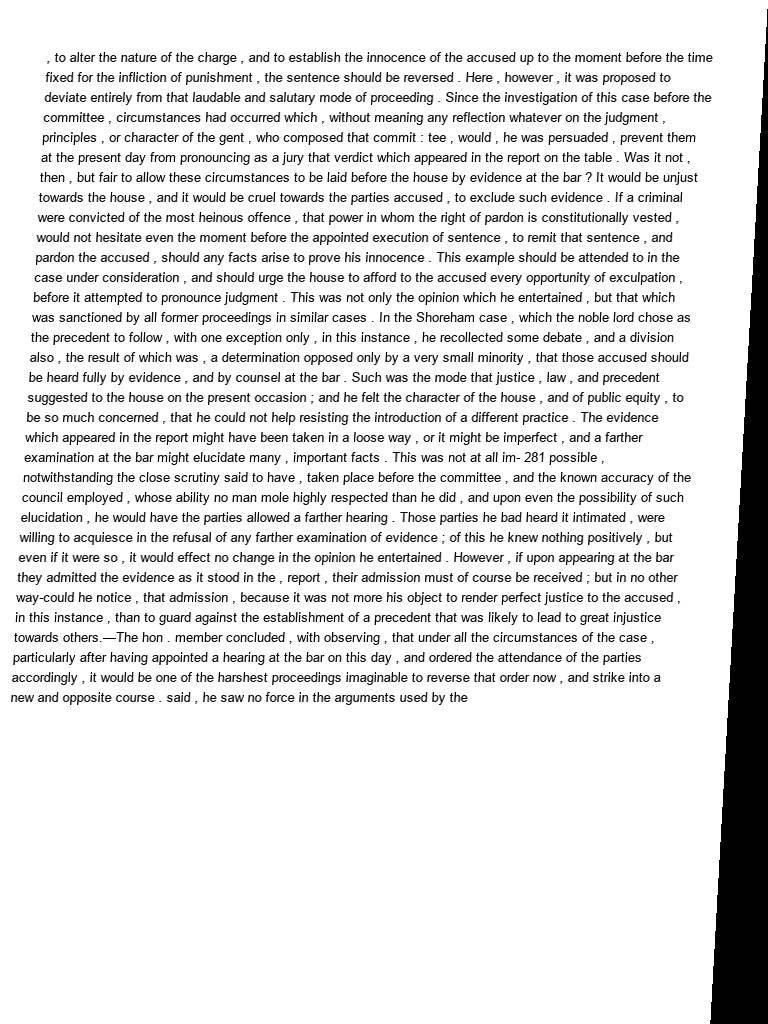 , to alter the nature of the charge , and to establish the innocence of the accused up to the moment before the time
fixed for the infliction of punishment , the sentence should be reversed . Here , however , it was proposed to
deviate entirely from that laudable and salutary mode of proceeding . Since the investigation of this case before the
committee , circumstances had occurred which , without meaning any reflection whatever on the judgment ,
principles , or character of the gent , who composed that commit : tee , would , he was persuaded , prevent them
at the present day from pronouncing as a jury that verdict which appeared in the report on the table . Was it not ,
then , but fair to allow these circumstances to be laid before the house by evidence at the bar ? It would be unjust
towards the house , and it would be cruel towards the parties accused , to exclude such evidence . If a criminal
were convicted of the most heinous offence , that power in whom the right of pardon is constitutionally vested ,
would not hesitate even the moment before the appointed execution of sentence , to remit that sentence , and
pardon the accused , should any facts arise to prove his innocence . This example should be attended to in the
case under consideration , and should urge the house to afford to the accused every opportunity of exculpation ,
before it attempted to pronounce judgment . This was not only the opinion which he entertained , but that which
was sanctioned by all former proceedings in similar cases . In the Shoreham case , which the noble lord chose as
the precedent to follow , with one exception only , in this instance , he recollected some debate , and a division
also , the result of which was , a determination opposed only by a very small minority , that those accused should
be heard fully by evidence , and by counsel at the bar . Such was the mode that justice , law , and precedent
suggested to the house on the present occasion ; and he felt the character of the house , and of public equity , to
be so much concerned , that he could not help resisting the introduction of a different practice . The evidence
which appeared in the report might have been taken in a loose way , or it might be imperfect , and a farther
examination at the bar might elucidate many , important facts . This was not at all im- 281 possible ,
notwithstanding the close scrutiny said to have , taken place before the committee , and the known accuracy of the
council employed , whose ability no man mole highly respected than he did , and upon even the possibility of such
elucidation , he would have the parties allowed a farther hearing . Those parties he bad heard it intimated , were
willing to acquiesce in the refusal of any farther examination of evidence ; of this he knew nothing positively , but
even if it were so , it would effect no change in the opinion he entertained . However , if upon appearing at the bar
they admitted the evidence as it stood in the , report , their admission must of course be received ; but in no other
way-could he notice , that admission , because it was not more his object to render perfect justice to the accused ,
in this instance , than to guard against the establishment of a precedent that was likely to lead to great injustice
towards others.—The hon . member concluded , with observing , that under all the circumstances of the case ,
particularly after having appointed a hearing at the bar on this day , and ordered the attendance of the parties
accordingly , it would be one of the harshest proceedings imaginable to reverse that order now , and strike into a
new and opposite course . said , he saw no force in the arguments used by the